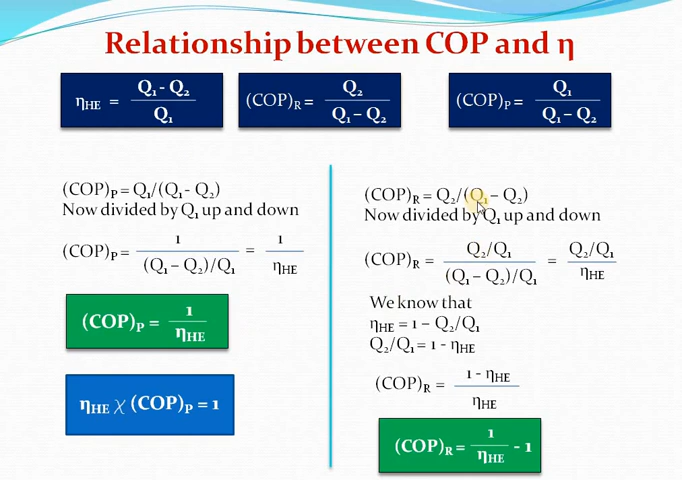 Relationship between COP and η
η_HE = (Q₁ - Q₂)/Q₁
(COP)_R = Q₂/(Q₁ – Q₂)
(COP)_P = Q₁/(Q₁ – Q₂)
(COP)_P = Q₁/(Q₁ - Q₂)
Now divided by Q₁ up and down
(COP)_P = 1/((Q₁ – Q₂)/Q₁) = 1/η_HE
(COP)_P = 1/η_HE
η_HE χ (COP)_P = 1
(COP)_R = Q₂/(Q₁ – Q₂)
Now divided by Q₁ up and down
(COP)_R = (Q₂/Q₁)/((Q₁ – Q₂)/Q₁) = (Q₂/Q₁)/η_HE
We know that
η_HE = 1 – Q₂/Q₁
Q₂/Q₁ = 1 - η_HE
(COP)_R = (1 - η_HE)/η_HE
(COP)_R = 1/η_HE - 1